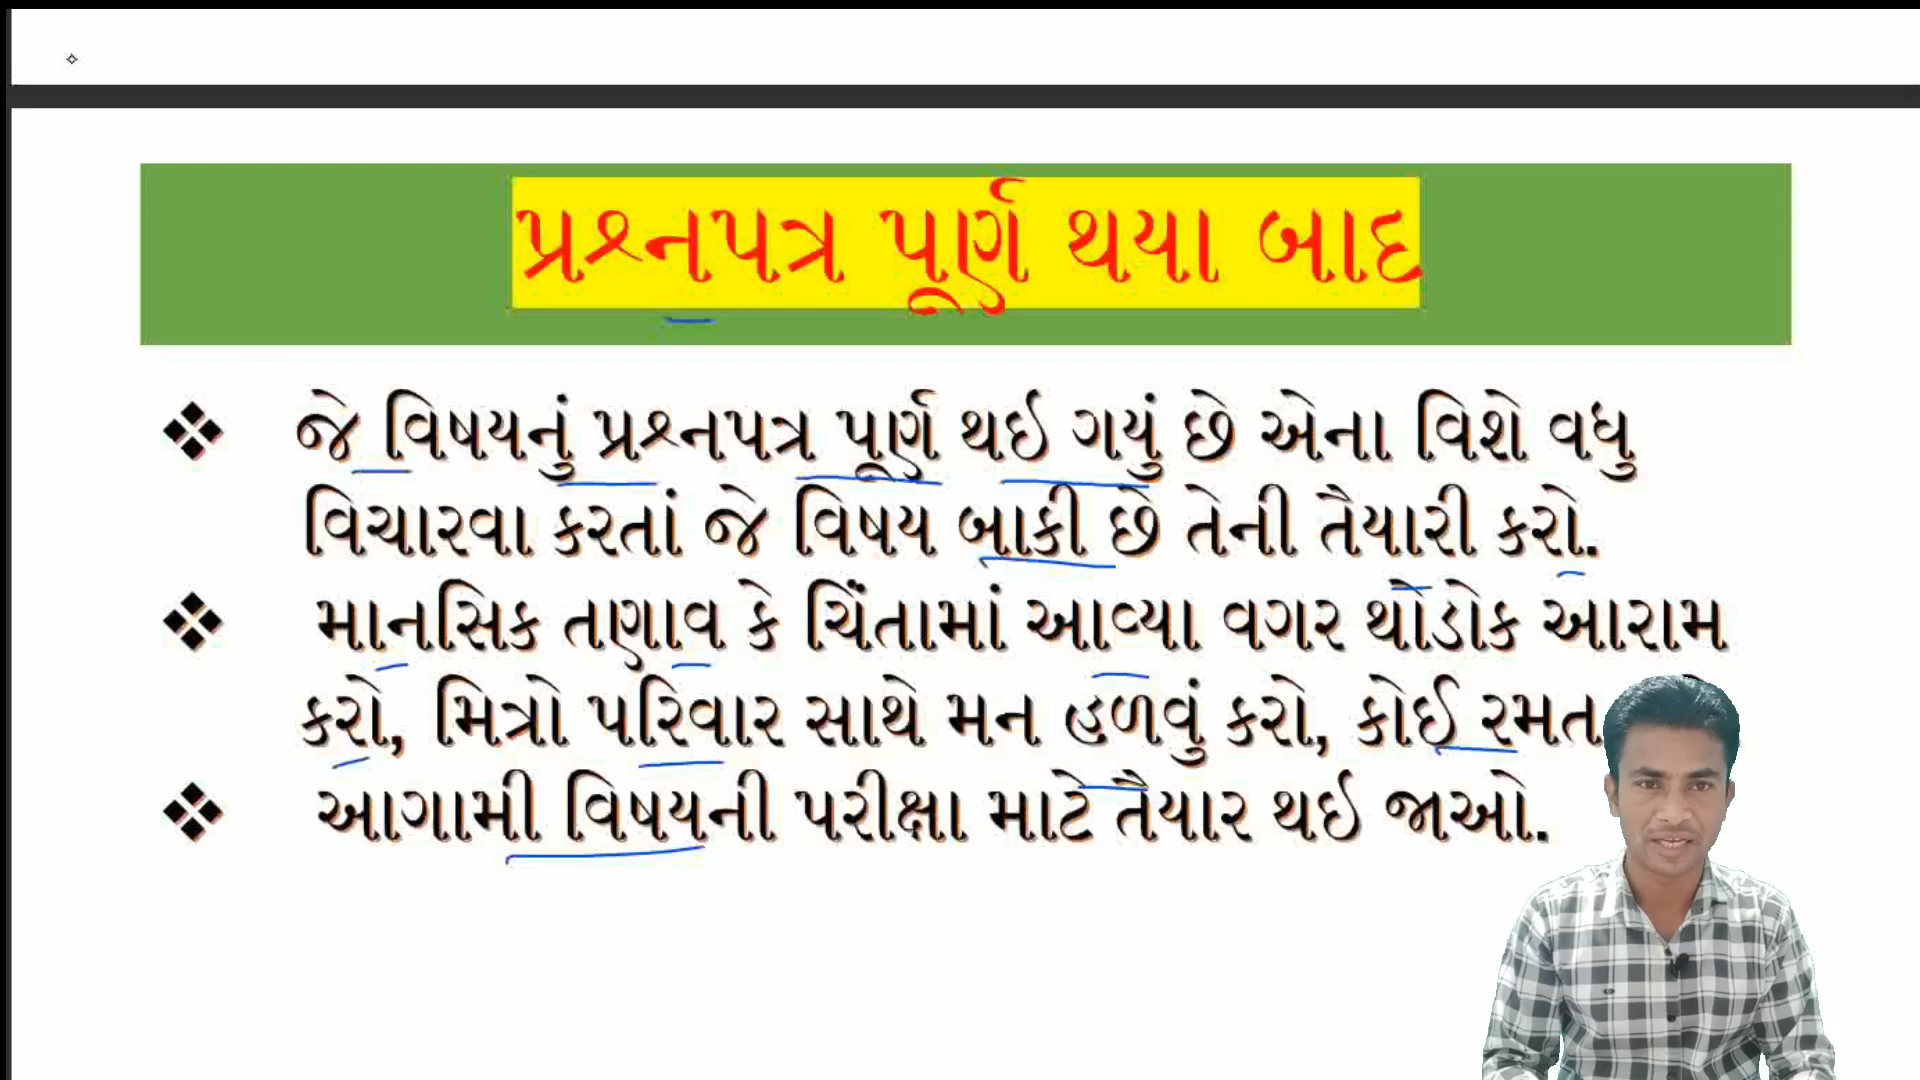 પ્રશ્નપત્ર પૂર્ણ થયા બાદ
❖ જે વિષયનું પ્રશ્નપત્ર પૂર્ણ થઈ ગયું છે એના વિશે વધુ
વિચારવા કરતાં જે વિષય બાકી છે તેની તૈયારી કરો.
❖ માનસિક તણાવ કે ચિંતામાં આવ્યા વગર થોડોક આરામ
કરો, મિત્રો પરિવાર સાથે મન હળવું કરો, કોઈ રમત
❖ આગામી વિષયની પરીક્ષા માટે તૈયાર થઈ જાઓ.